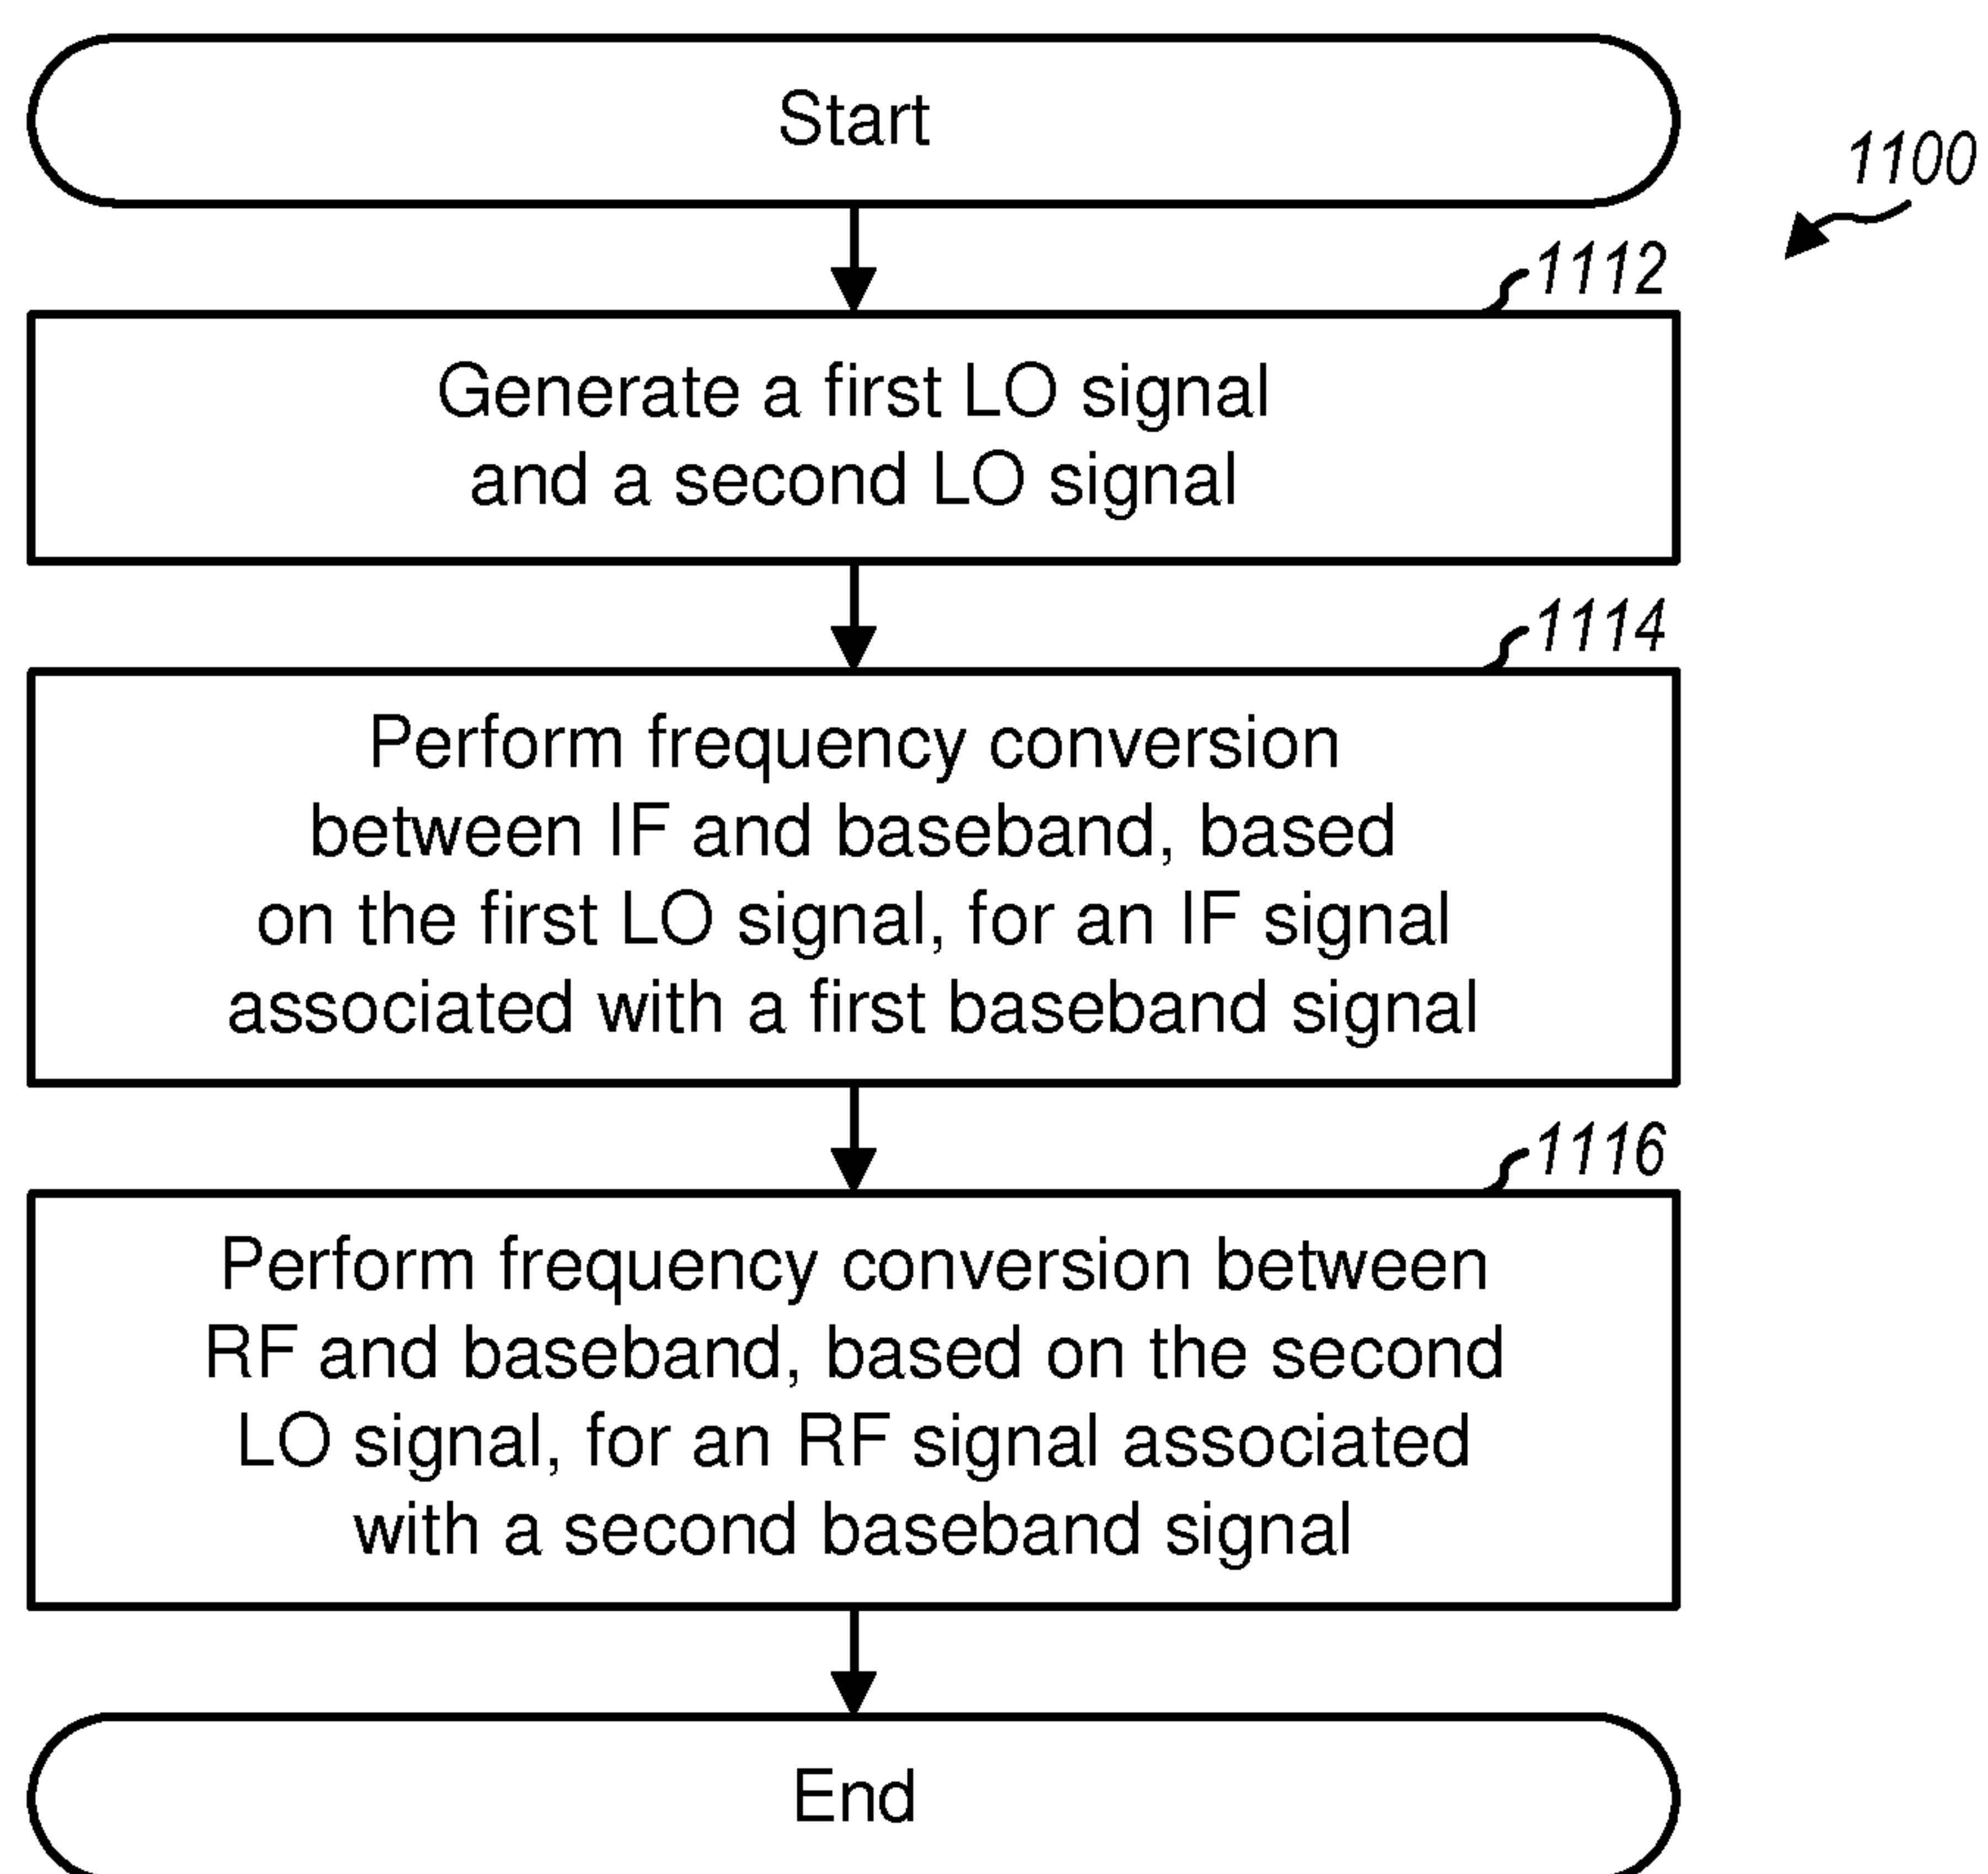 Start
1100
1112
Generate a first LO signal
and a second LO signal
1114
Perform frequency conversion
between IF and baseband, based
on the first LO signal, for an IF signal
associated with a first baseband signal
1116
Perform frequency conversion between
RF and baseband, based on the second
LO signal, for an RF signal associated
with a second baseband signal
End